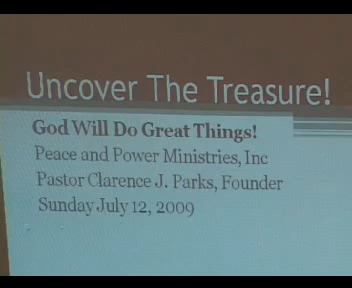 Uncover The Treasure!
God Will Do Great Things!
Peace and Power Ministries, Inc
Pastor Clarence J. Parks, Founder
Sunday July 12, 2009